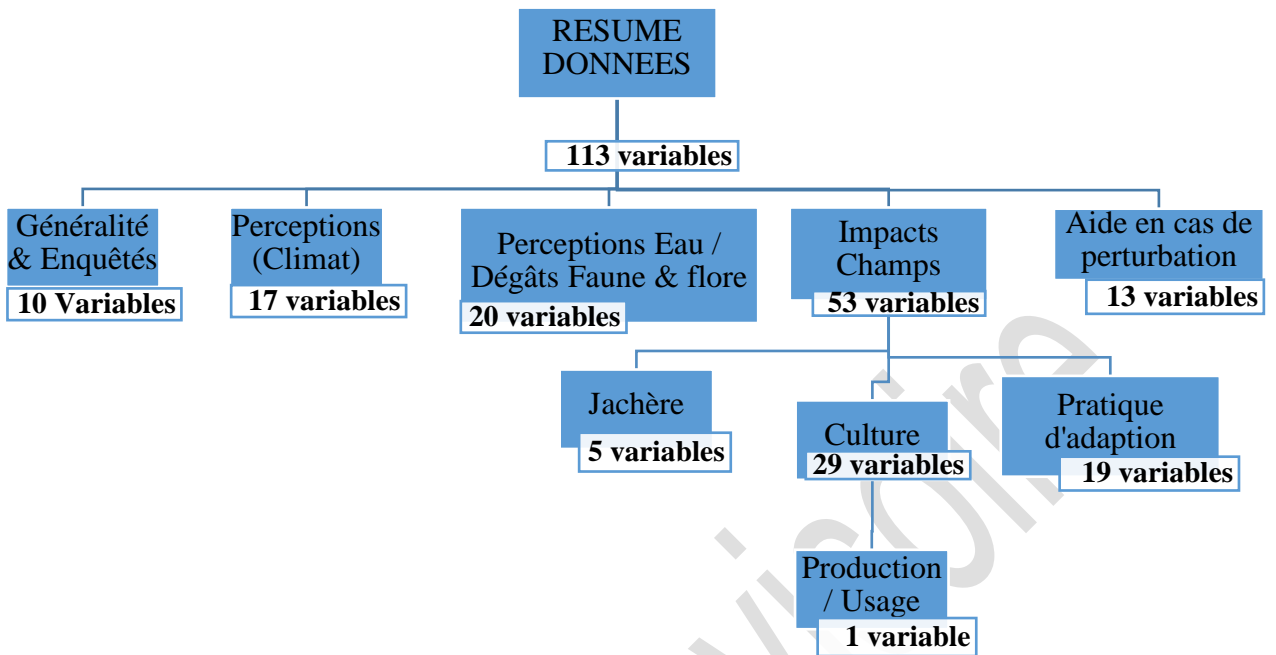 RESUME
DONNEES
113 variables
Généralité
& Enquêtés
10 Variables
Perceptions
(Climat)
17 variables
Perceptions Eau /
Dégâts Faune & flore
20 variables
Impacts
Champs
53 variables
Aide en cas de
perturbation
13 variables
Jachère
5 variables
Culture
29 variables
Pratique
d'adaption
19 variables
Production
/ Usage
1 variable
visoire